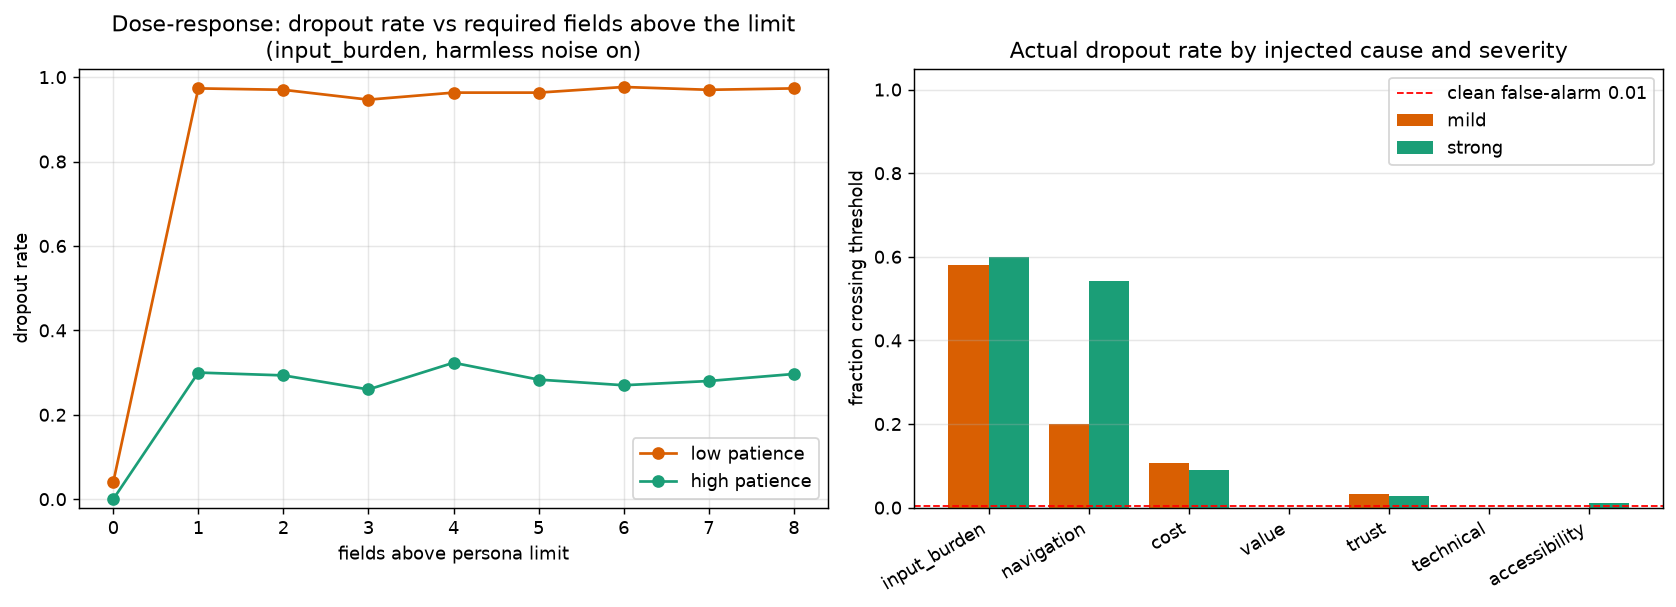 Dose-response: dropout rate vs required fields above the limit
(input_burden, harmless noise on)
dropout rate
1.0
0.8
0.6
0.4
0.2
0.0
0 1 2 3 4 5 6 7 8
fields above persona limit
low patience
high patience
Actual dropout rate by injected cause and severity
fraction crossing threshold
1.0
0.8
0.6
0.4
0.2
0.0
clean false-alarm 0.01
mild
strong
input_burden
navigation
cost
value
trust
technical
accessibility